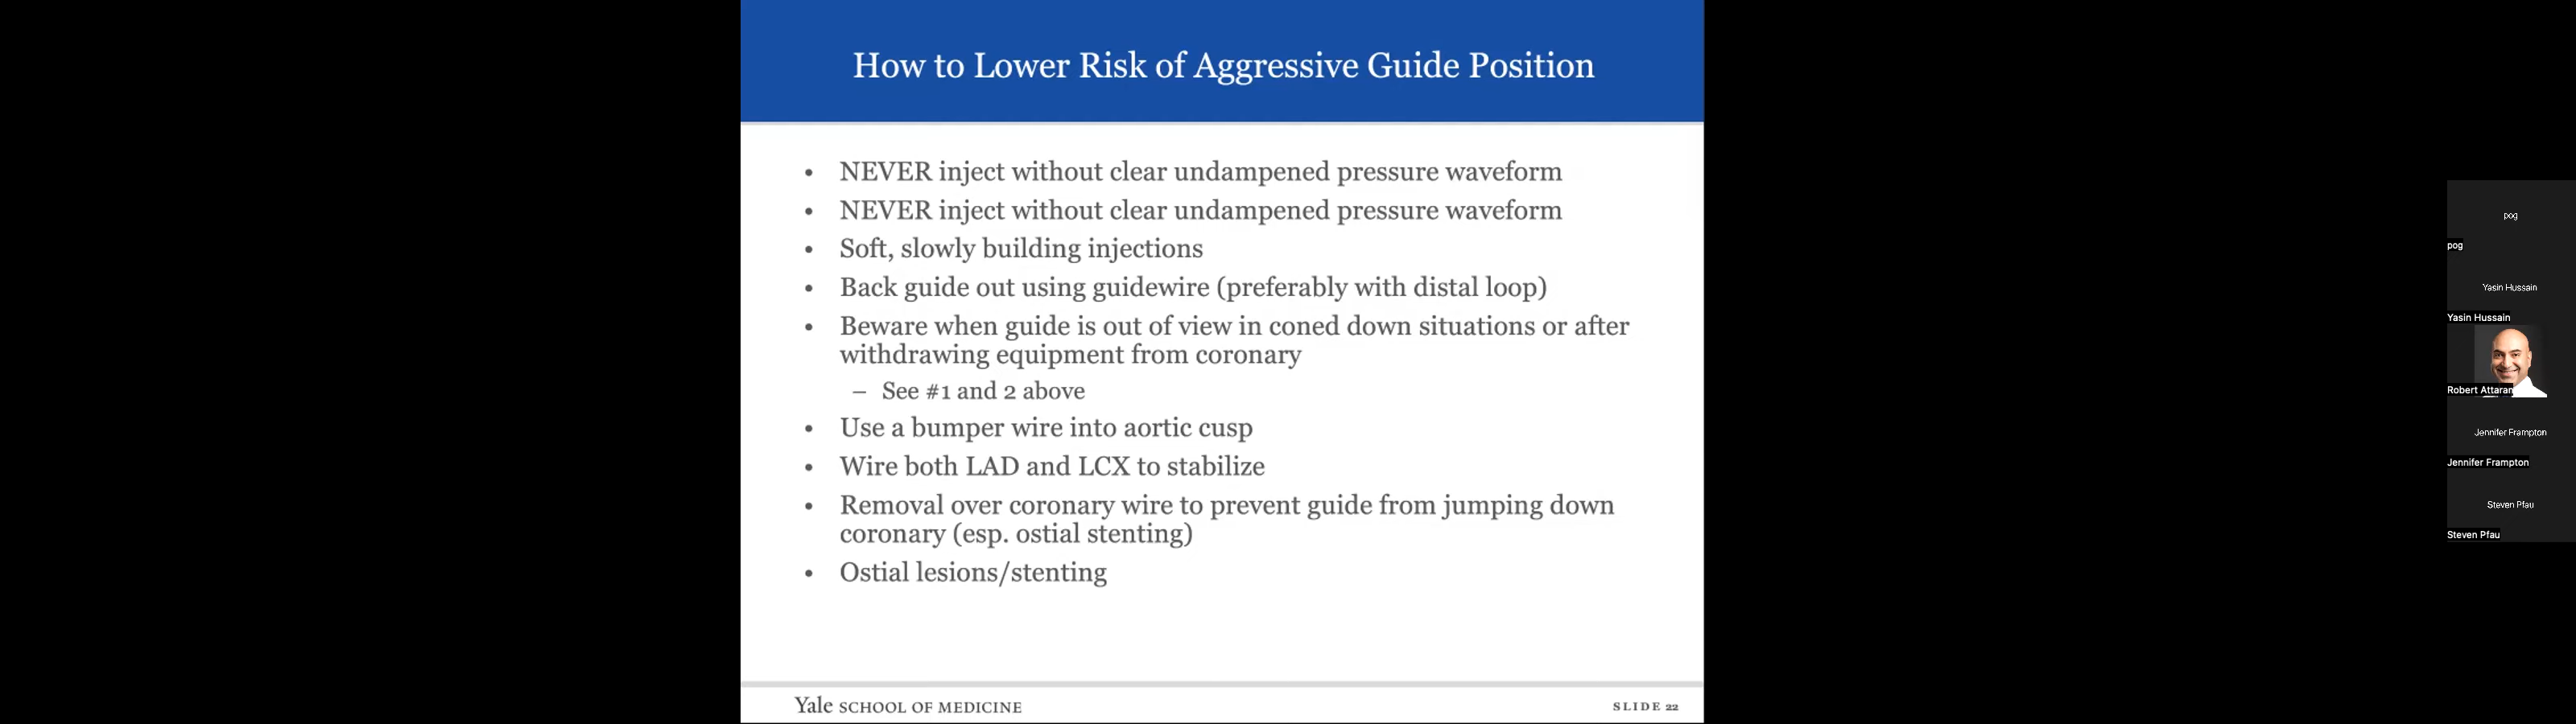 How to Lower Risk of Aggressive Guide Position
• NEVER inject without clear undampened pressure waveform
• NEVER inject without clear undampened pressure waveform
• Soft, slowly building injections
• Back guide out using guidewire (preferably with distal loop)
• Beware when guide is out of view in coned down situations or after
withdrawing equipment from coronary
– See #1 and 2 above
• Use a bumper wire into aortic cusp
• Wire both LAD and LCX to stabilize
• Removal over coronary wire to prevent guide from jumping down
coronary (esp. ostial stenting)
• Ostial lesions/stenting
Yale SCHOOL OF MEDICINE
SLIDE 22
pog
pog
Yasin Hussain
Yasin Hussain
Robert Attaran
Jennifer Frampton
Jennifer Frampton
Steven Pfau
Steven Pfau